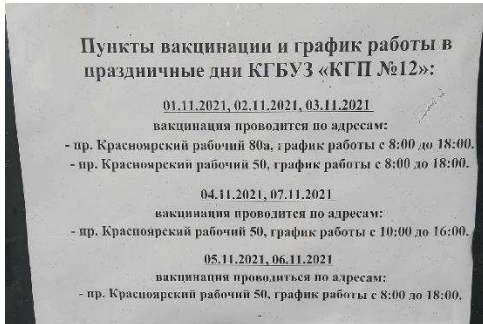 Пункты вакцинации и график работы в
праздничные дни КГБУЗ «КГП №12»:
01.11.2021, 02.11.2021, 03.11.2021
вакцинация проводится по адресам:
- пр. Красноярский рабочий 80а, график работы с 8:00 до 18:00.
- пр. Красноярский рабочий 50, график работы с 8:00 до 18:00.
04.11.2021, 07.11.2021
вакцинация проводится по адресам:
- пр. Красноярский рабочий 50, график работы с 10:00 до 16:00.
05.11.2021, 06.11.2021
вакцинация проводиться по адресам:
- пр. Красноярский рабочий 50, график работы с 8:00 до 18:00.